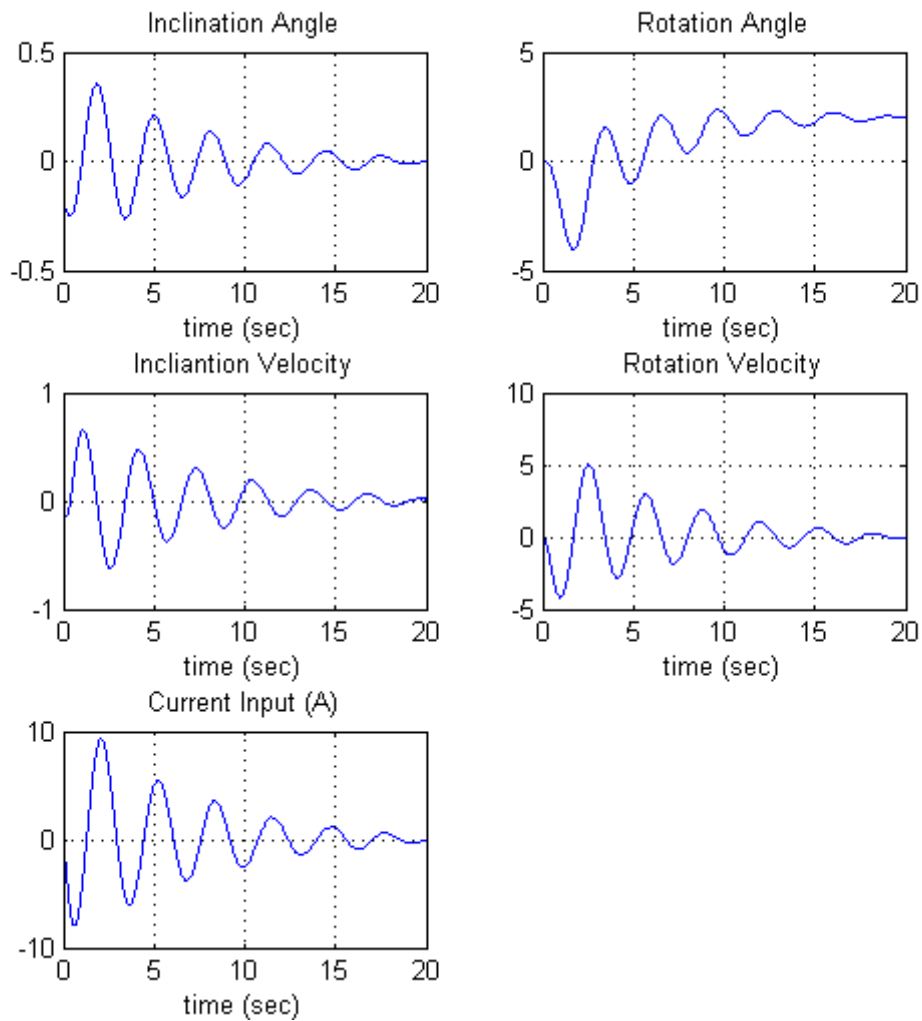 Inclination Angle
0.5
0
-0.5
0 5 10 15 20
time (sec)
Rotation Angle
5
0
-5
0 5 10 15 20
time (sec)
Incliantion Velocity
1
0
-1
0 5 10 15 20
time (sec)
Rotation Velocity
10
5
0
-5
0 5 10 15 20
time (sec)
Current Input (A)
10
0
-10
0 5 10 15 20
time (sec)